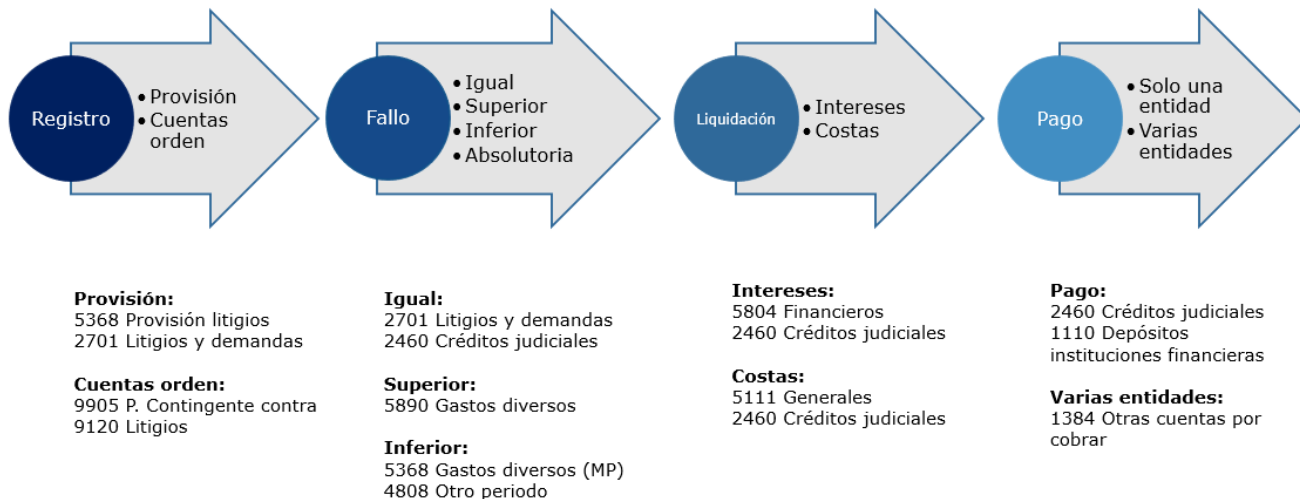 Registro
• Provisión
• Cuentas
orden
Fallo
• Igual
• Superior
• Inferior
• Absolutoria
Liquidación
• Intereses
• Costas
Pago
• Solo una
entidad
• Varias
entidades
Provisión:
5368 Provisión litigios
2701 Litigios y demandas
Cuentas orden:
9905 P. Contingente contra
9120 Litigios
Igual:
2701 Litigios y demandas
2460 Créditos judiciales
Superior:
5890 Gastos diversos
Inferior:
5368 Gastos diversos (MP)
4808 Otro periodo
Intereses:
5804 Financieros
2460 Créditos judiciales
Costas:
5111 Generales
2460 Créditos judiciales
Pago:
2460 Créditos judiciales
1110 Depósitos
instituciones financieras
Varias entidades:
1384 Otras cuentas por
cobrar